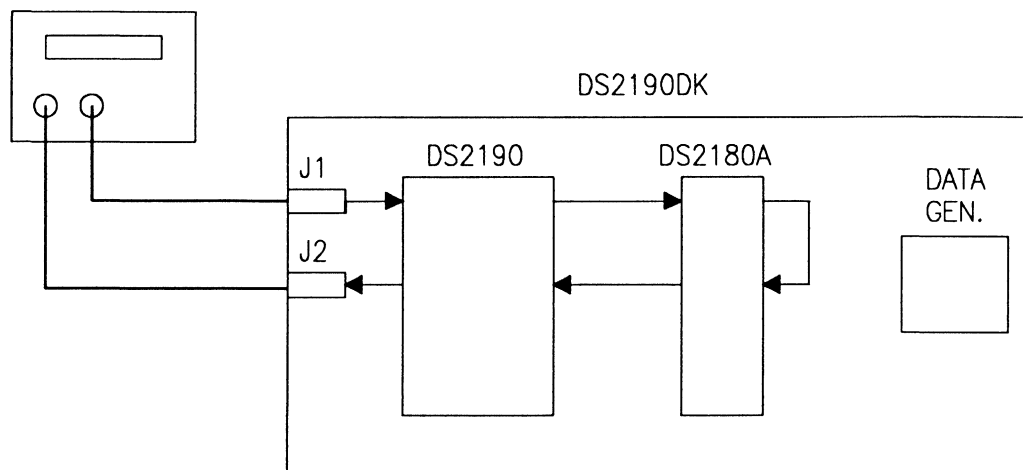 DS2190DK
J1
DS2190
DS2180A
DATA
GEN.
J2